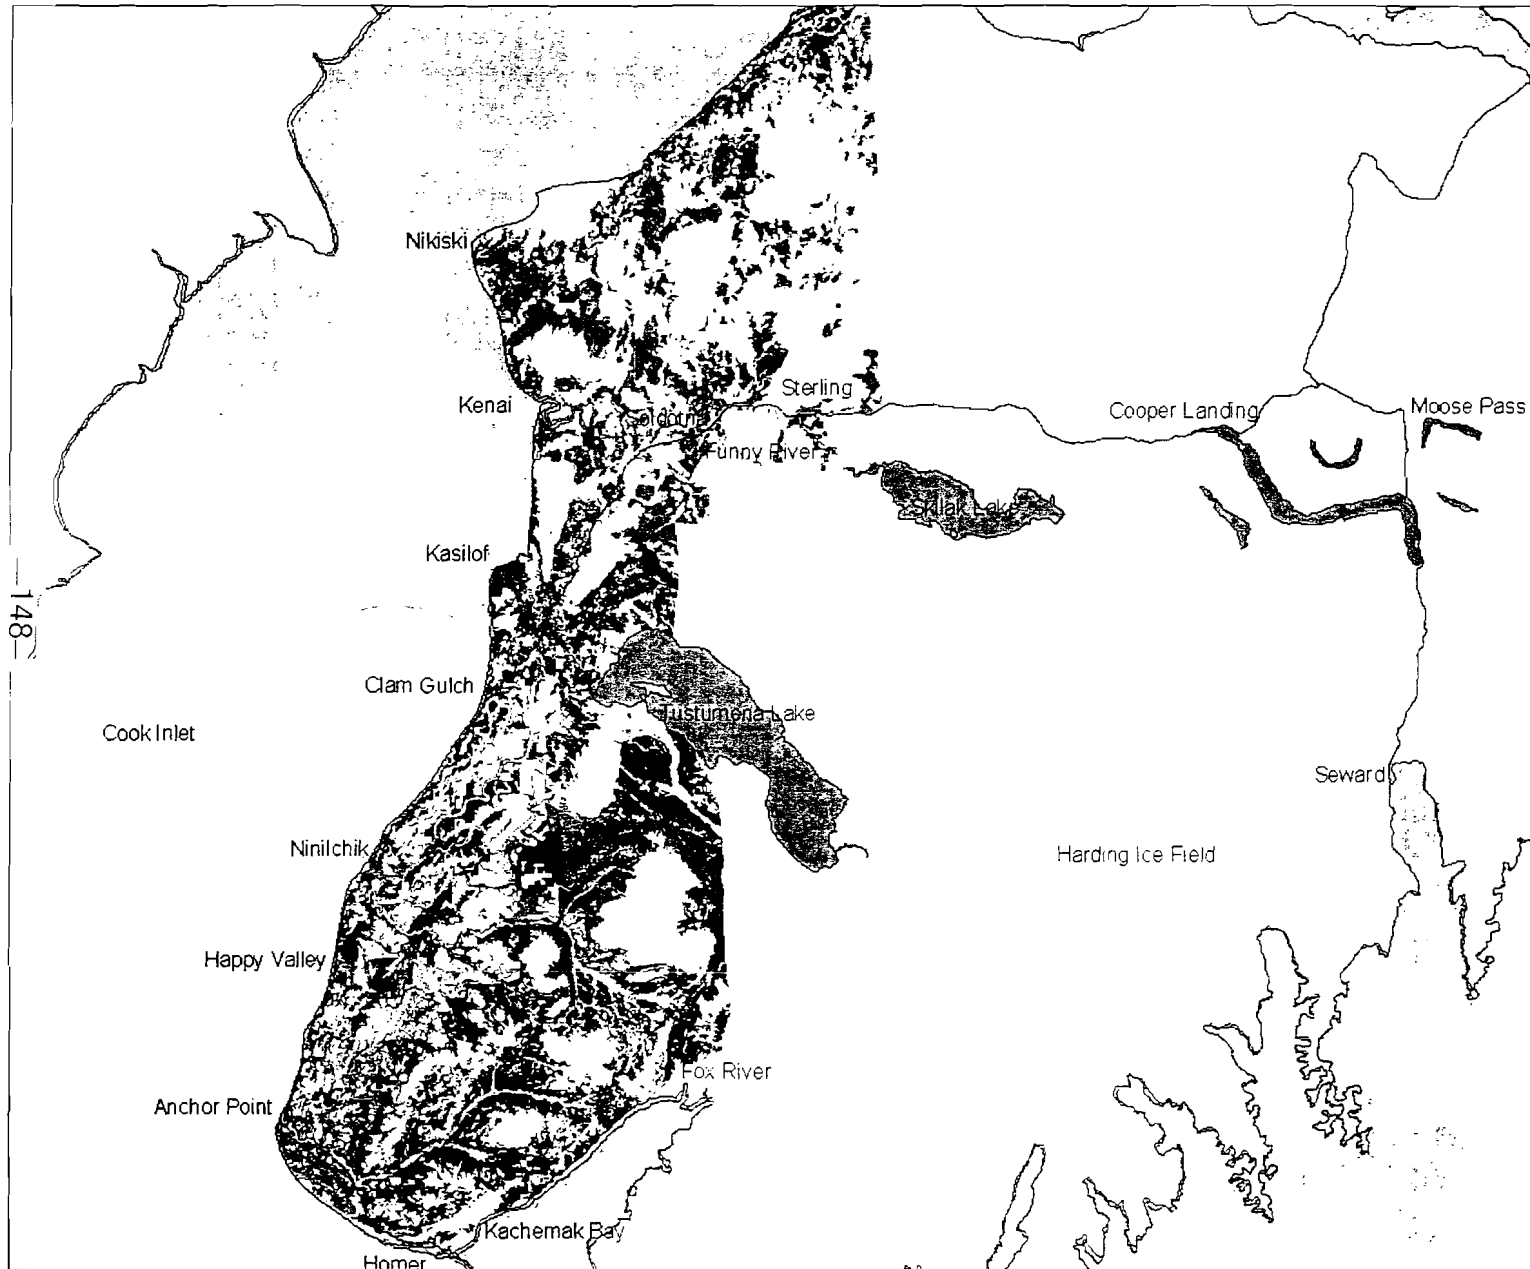 Nikiski
Sterling
Kenai
Cooper Landing
Moose Pass
Soldotna
Funny River
Skilak Lake
Kasilof
-148-
Clam Gulch
Tustumena Lake
Cook Inlet
Seward
Ninilchik
Harding Ice Field
Happy Valley
Fox River
Anchor Point
Kachemak Bay
Homer